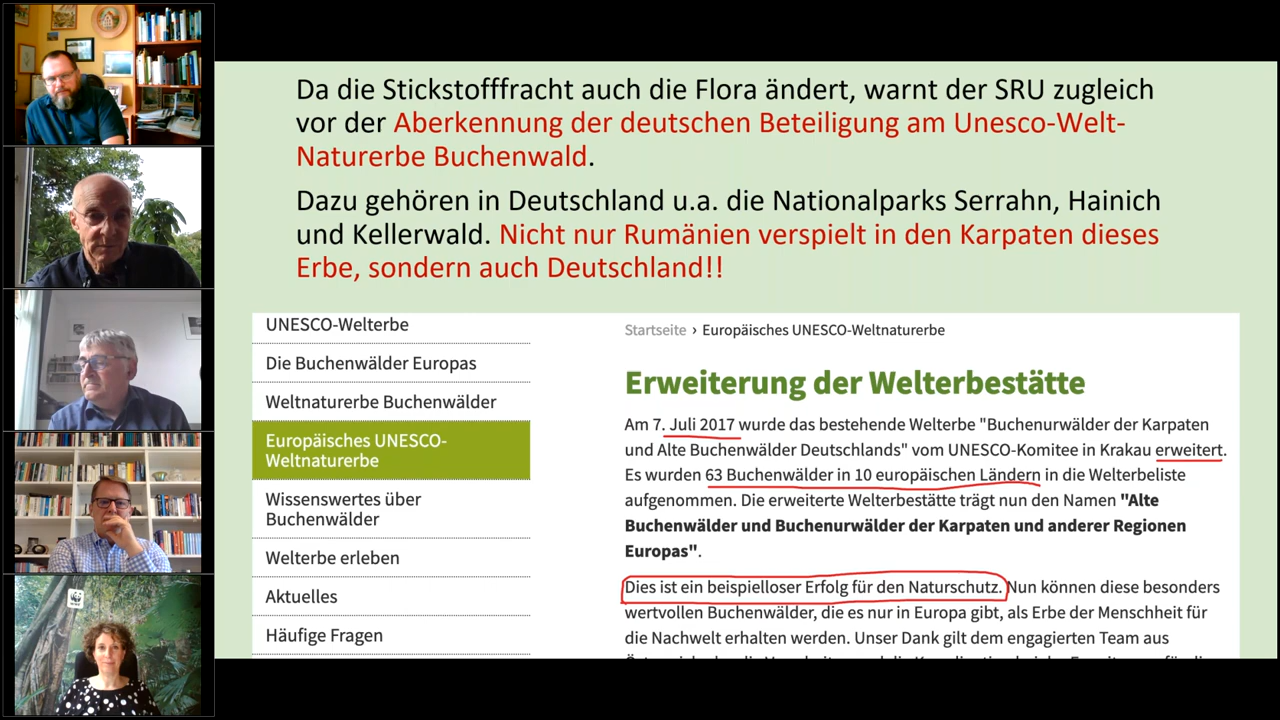 Da die Stickstofffracht auch die Flora ändert, warnt der SRU zugleich
vor der Aberkennung der deutschen Beteiligung am Unesco-Welt-
Naturerbe Buchenwald.
Dazu gehören in Deutschland u.a. die Nationalparks Serrahn, Hainich
und Kellerwald. Nicht nur Rumänien verspielt in den Karpaten dieses
Erbe, sondern auch Deutschland!!
UNESCO-Welterbe
Die Buchenwälder Europas
Weltnaturerbe Buchenwälder
Europäisches UNESCO-
Weltnaturerbe
Wissenswertes über
Buchenwälder
Welterbe erleben
Aktuelles
Häufige Fragen
Startseite › Europäisches UNESCO-Weltnaturerbe
Erweiterung der Welterbestätte
Am 7. Juli 2017 wurde das bestehende Welterbe "Buchenurwälder der Karpaten
und Alte Buchenwälder Deutschlands" vom UNESCO-Komitee in Krakau erweitert.
Es wurden 63 Buchenwälder in 10 europäischen Ländern in die Welterbeliste
aufgenommen. Die erweiterte Welterbestätte trägt nun den Namen "Alte
Buchenwälder und Buchenurwälder der Karpaten und anderer Regionen
Europas".
Dies ist ein beispielloser Erfolg für den Naturschutz. Nun können diese besonders
wertvollen Buchenwälder, die es nur in Europa gibt, als Erbe der Menschheit für
die Nachwelt erhalten werden. Unser Dank gilt dem engagierten Team aus
WWF